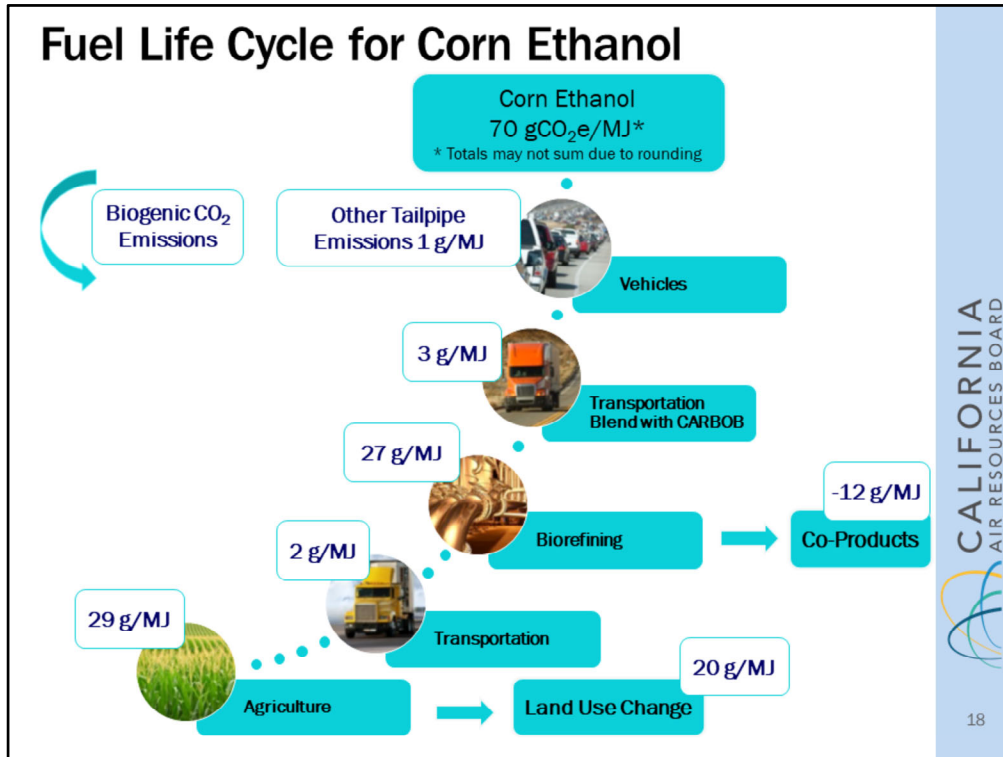 Fuel Life Cycle for Corn Ethanol
Corn Ethanol
70 gCO₂e/MJ*
* Totals may not sum due to rounding
Biogenic CO₂
Emissions
Other Tailpipe
Emissions 1 g/MJ
Vehicles
3 g/MJ
Transportation
Blend with CARBOB
27 g/MJ
Biorefining
-12 g/MJ
Co-Products
2 g/MJ
Transportation
29 g/MJ
Agriculture
20 g/MJ
Land Use Change
CALIFORNIA
AIR RESOURCES BOARD
18